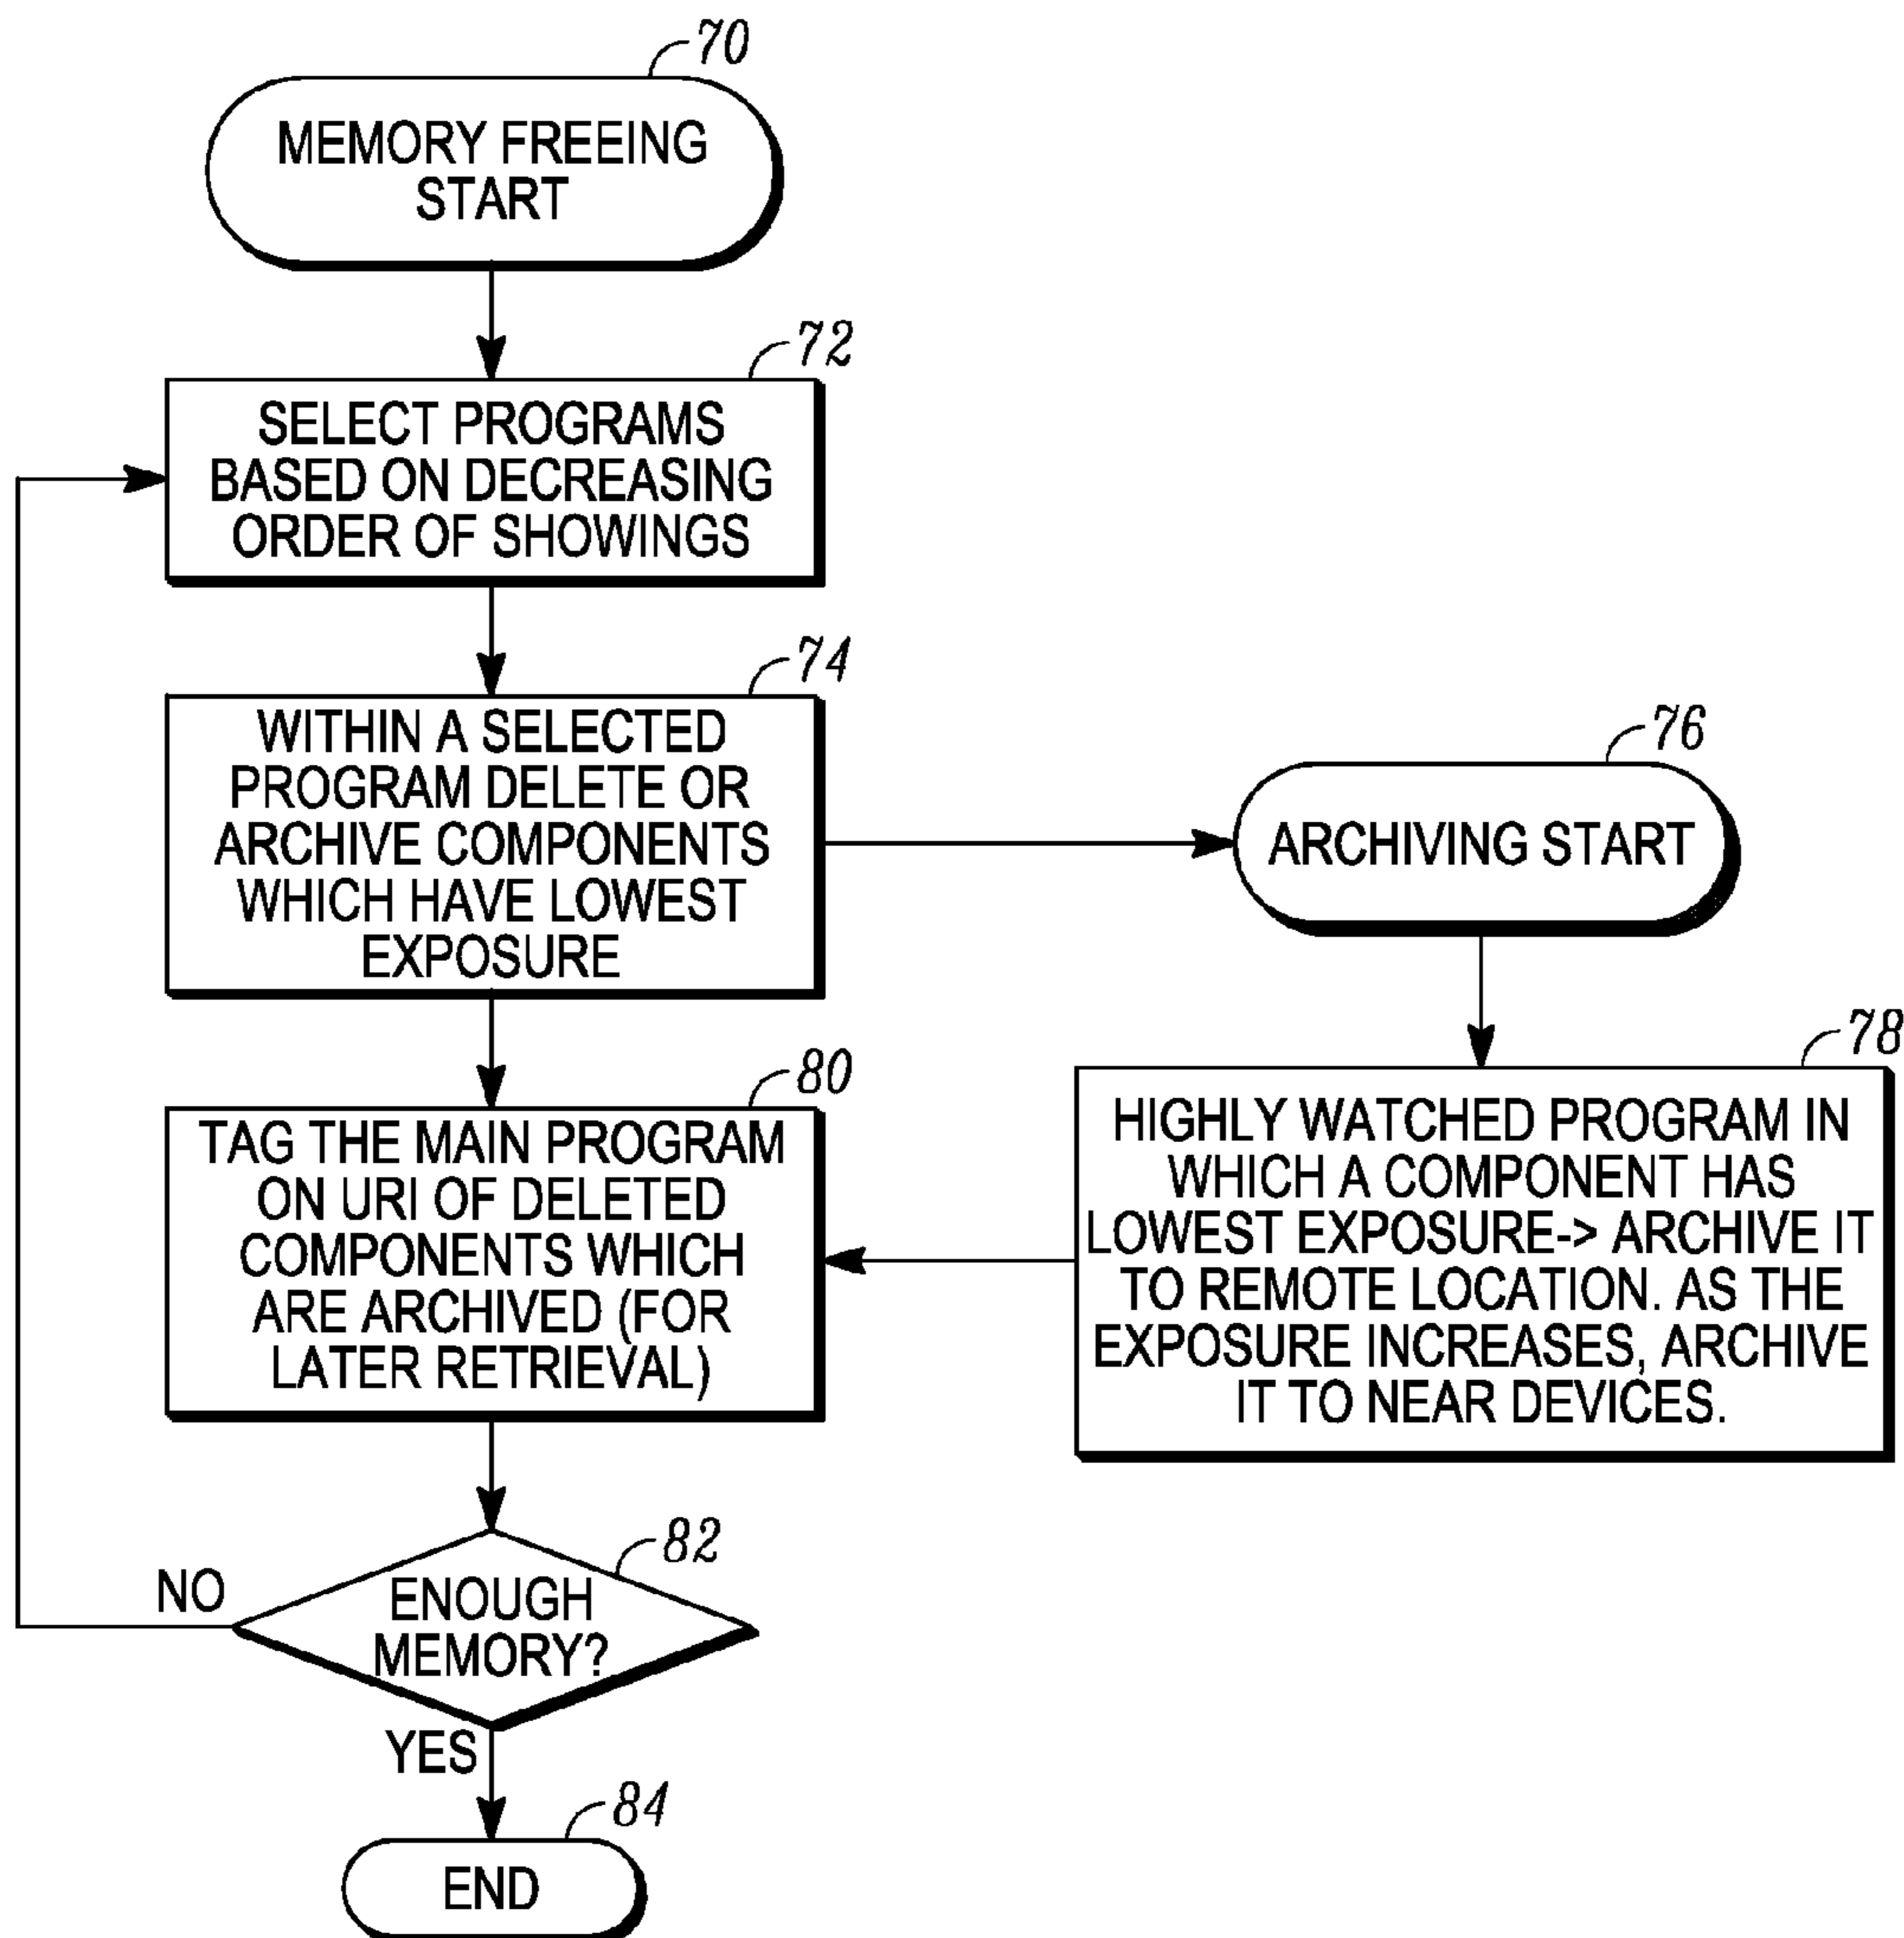 70
MEMORY FREEING
START
72
SELECT PROGRAMS
BASED ON DECREASING
ORDER OF SHOWINGS
74
WITHIN A SELECTED
PROGRAM DELETE OR
ARCHIVE COMPONENTS
WHICH HAVE LOWEST
EXPOSURE
76
ARCHIVING START
78
HIGHLY WATCHED PROGRAM IN
WHICH A COMPONENT HAS
LOWEST EXPOSURE-> ARCHIVE IT
TO REMOTE LOCATION. AS THE
EXPOSURE INCREASES, ARCHIVE
IT TO NEAR DEVICES.
80
TAG THE MAIN PROGRAM
ON URI OF DELETED
COMPONENTS WHICH
ARE ARCHIVED (FOR
LATER RETRIEVAL)
82
NO
ENOUGH
MEMORY?
YES
84
END